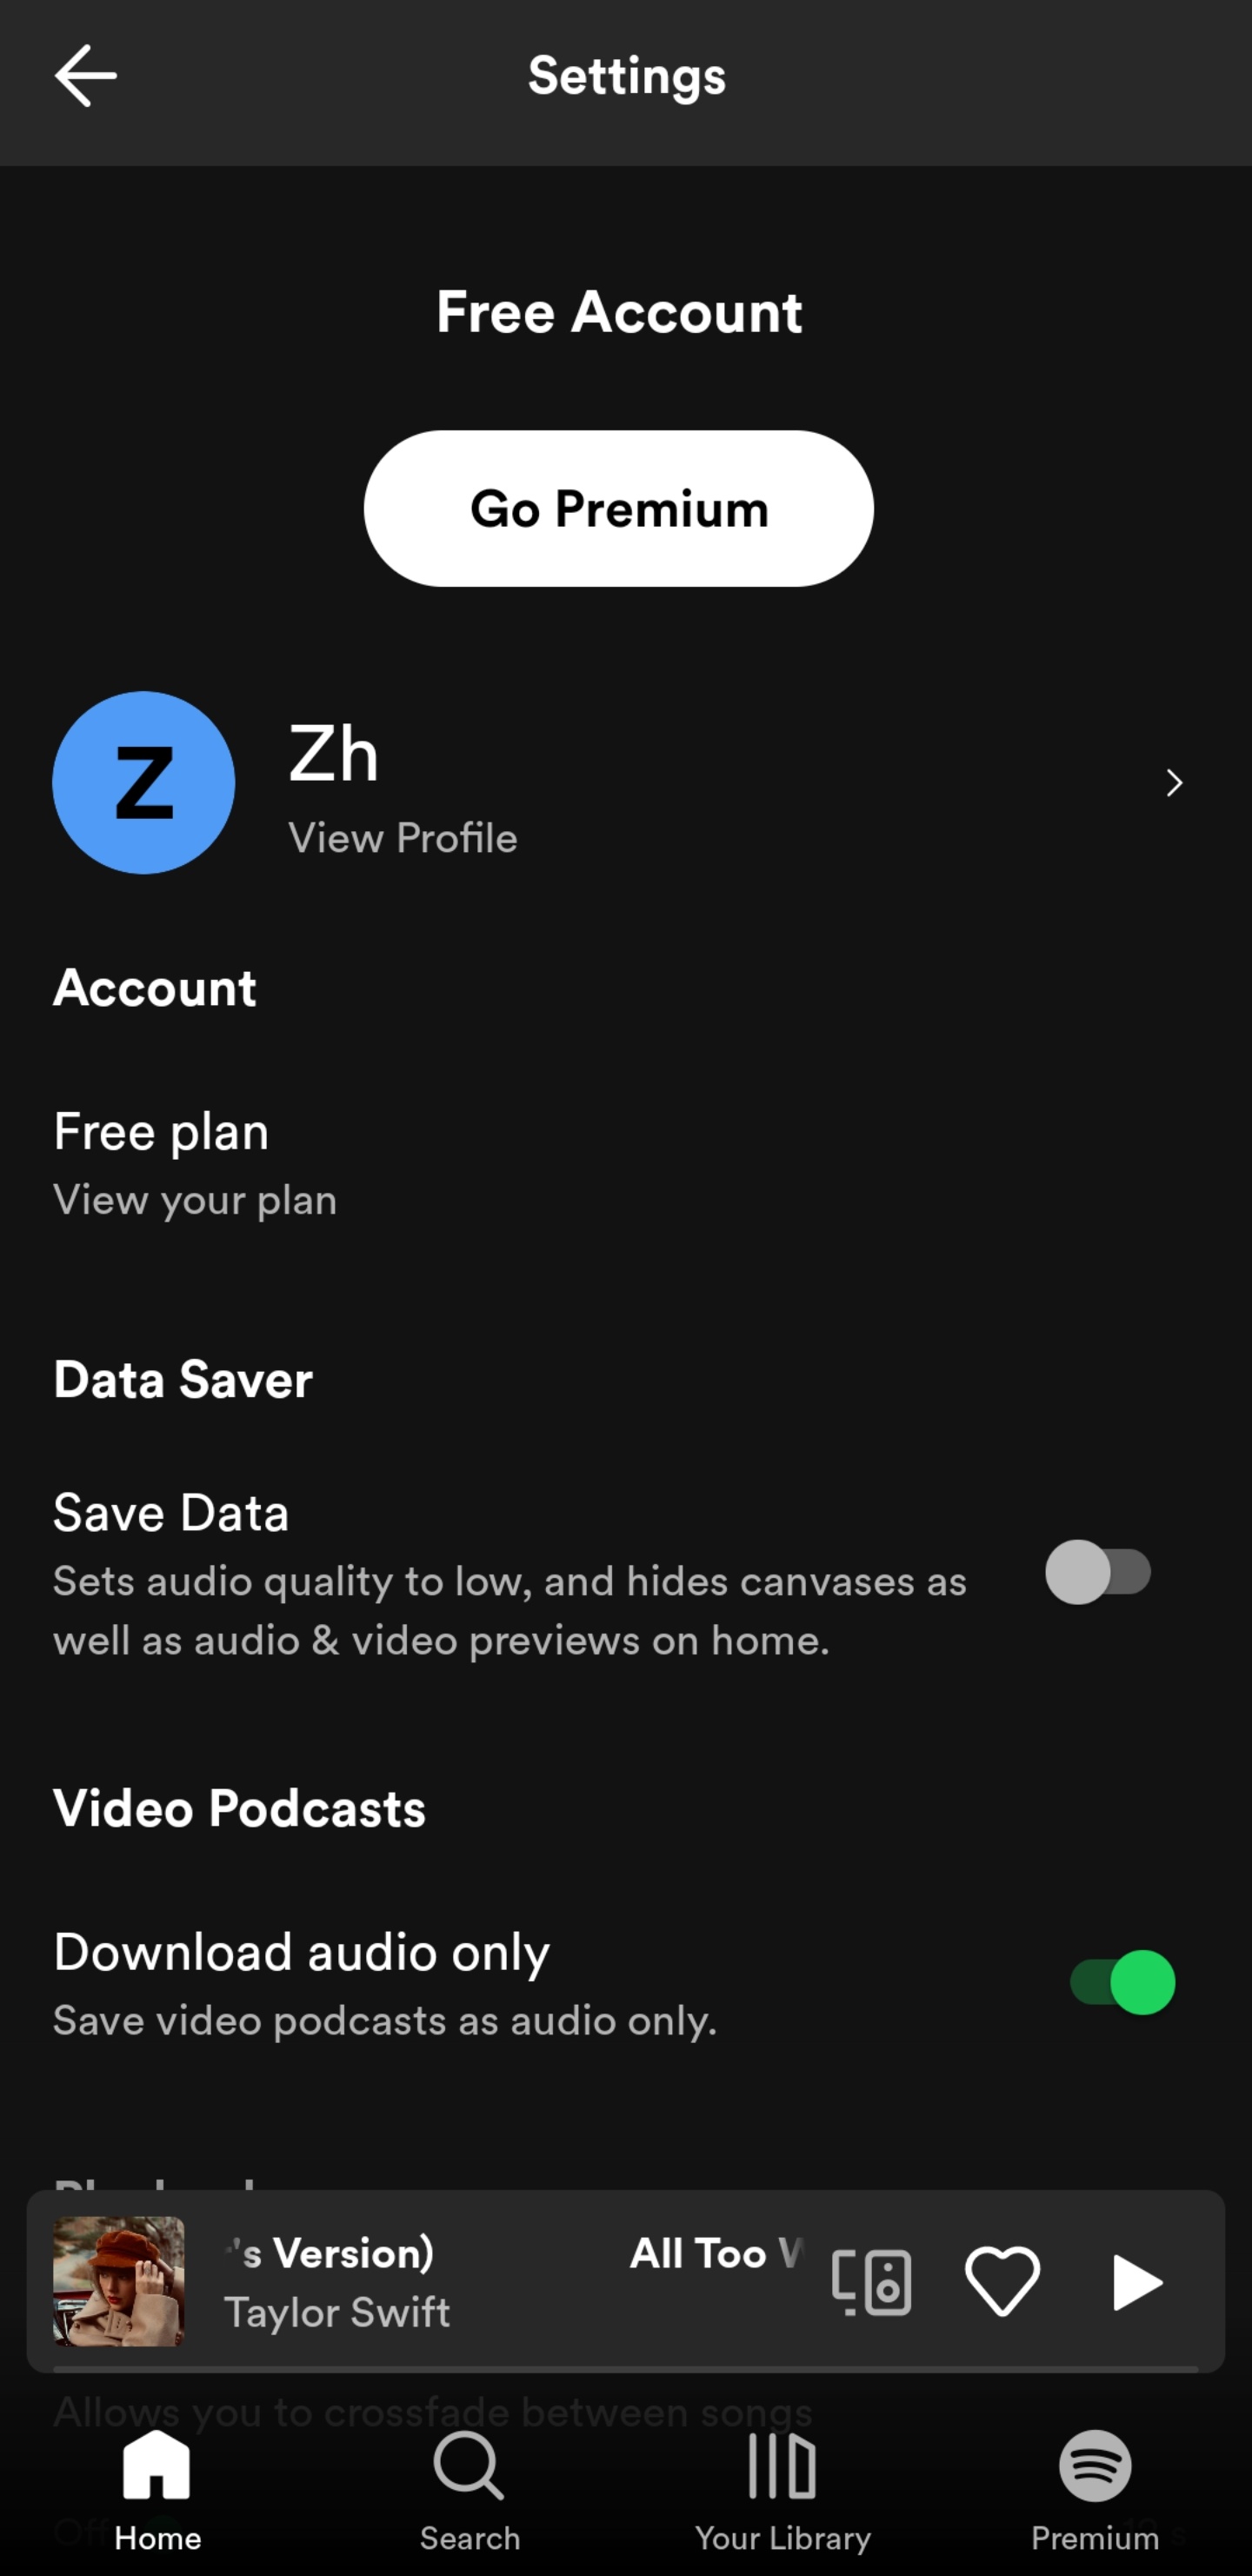 Settings
Free Account
Go Premium
Z
Zh
View Profile
Account
Free plan
View your plan
Data Saver
Save Data
Sets audio quality to low, and hides canvases as
well as audio & video previews on home.
Video Podcasts
Download audio only
Save video podcasts as audio only.
's Version)
All Too
Taylor Swift
Allows you to crossfade between songs
Off
Home
Search
Your Library
Premium